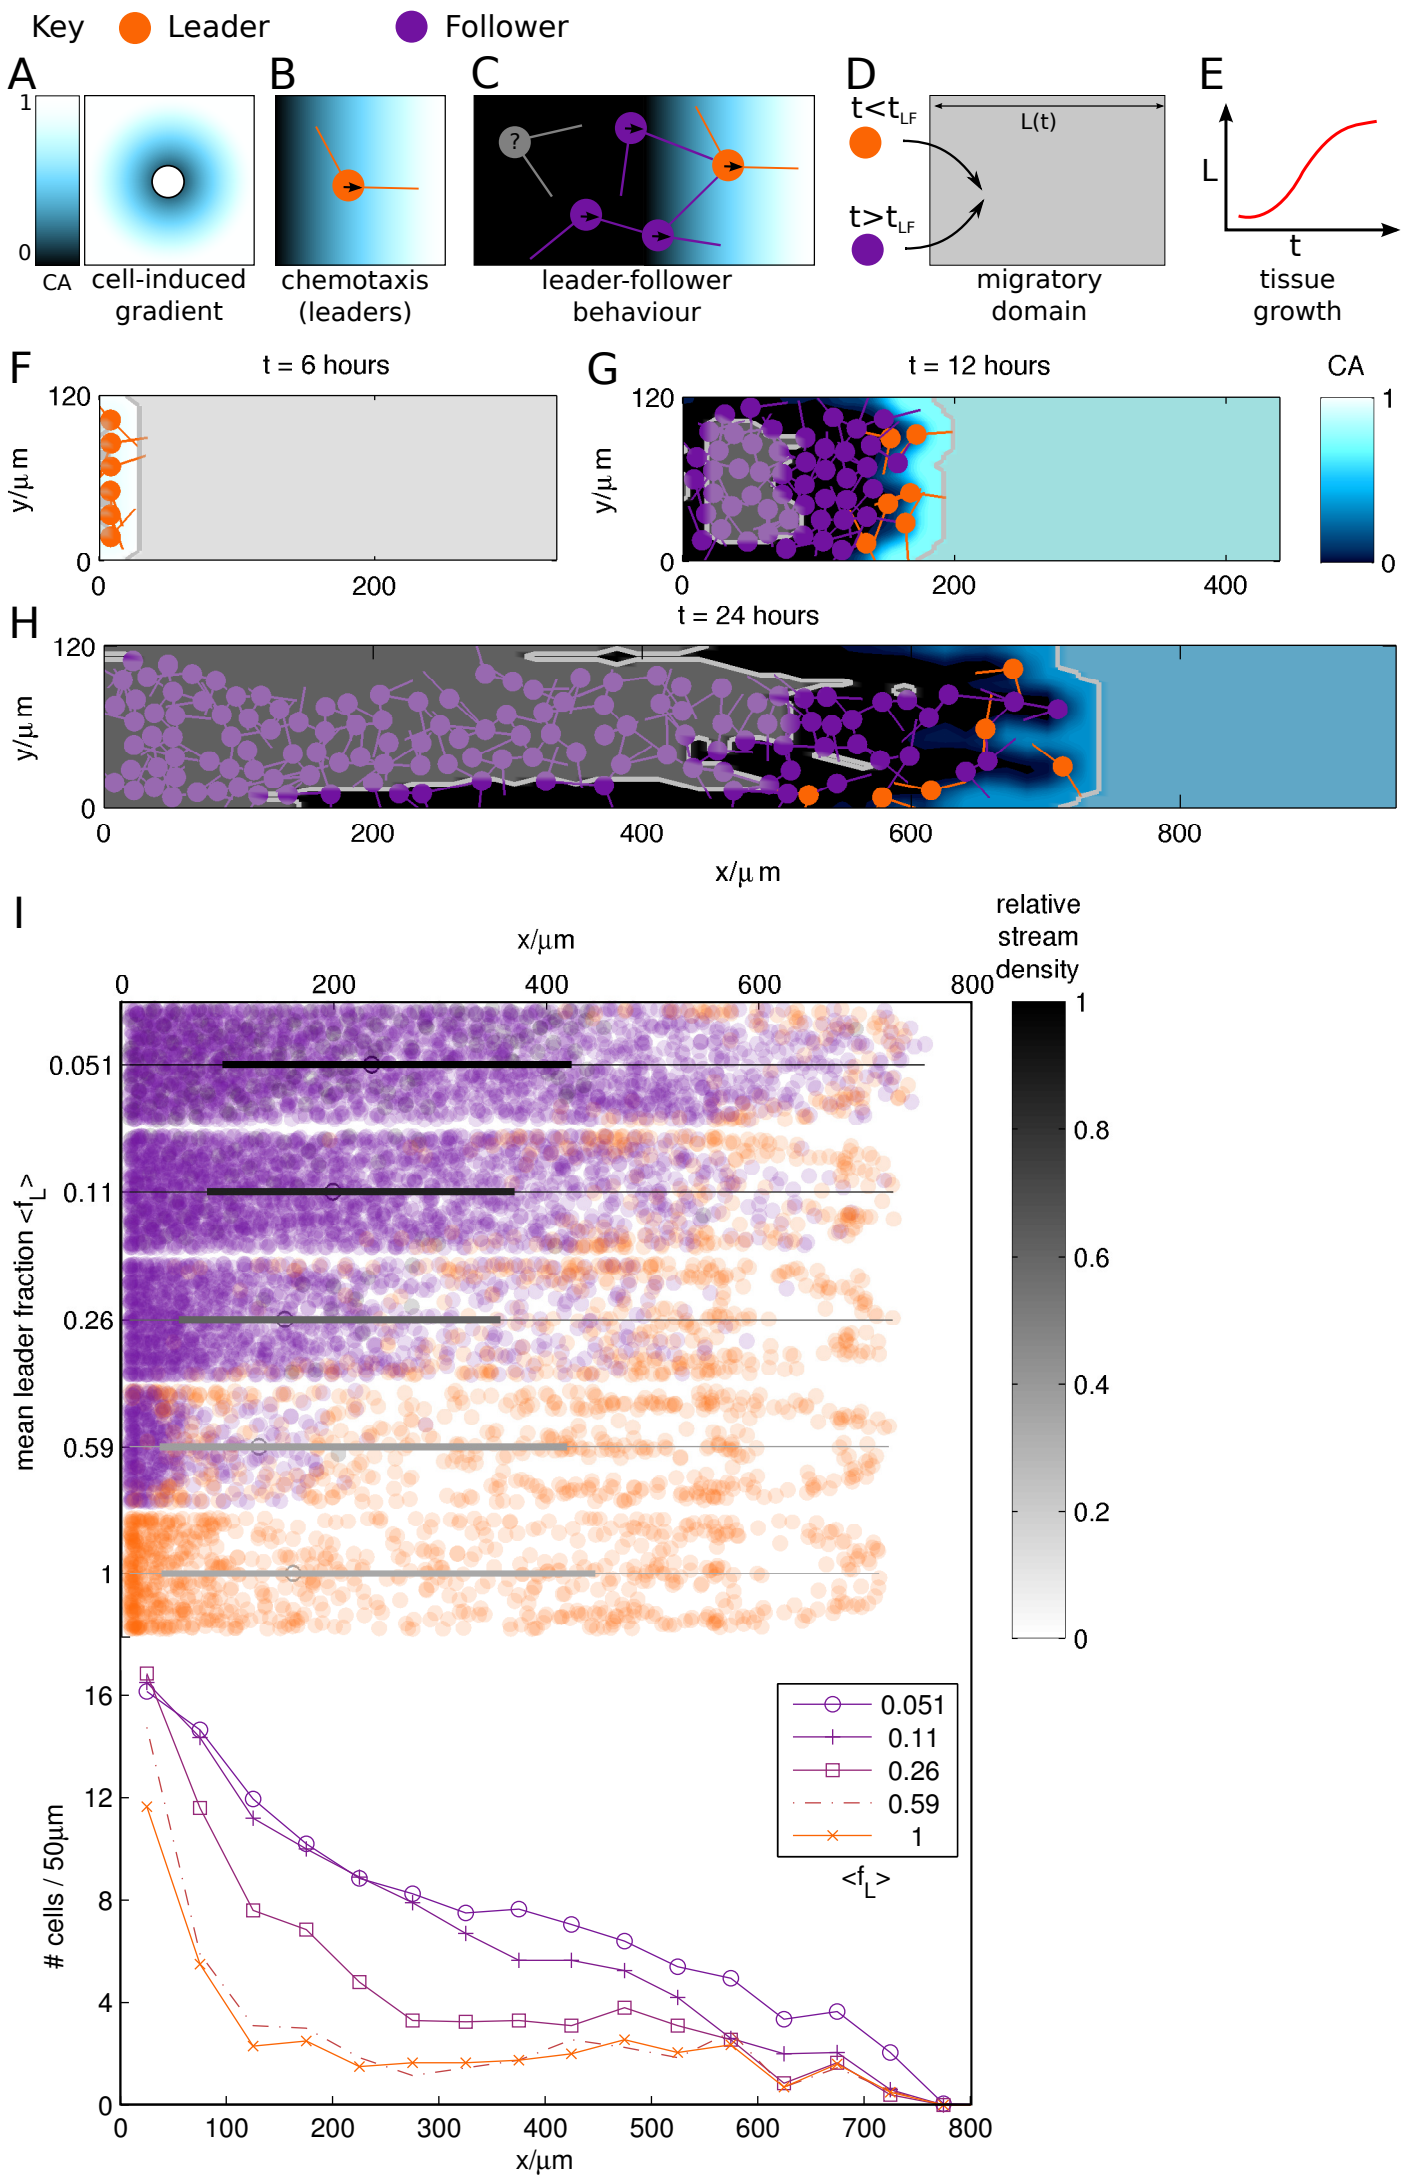 Key Leader Follower
A B C D E
1
0
CA
cell-induced
gradient
chemotaxis
(leaders)
?
leader-follower
behaviour
t<tLF
t>tLF
L(t)
migratory
domain
L
t
tissue
growth
F
t = 6 hours
y/μm
120
0
0 200
G
t = 12 hours
y/μm
120
0
0 200 400
CA
1
0
H
t = 24 hours
y/μm
120
0
0 200 400 600 800
x/μm
I
x/μm
0 200 400 600 800
relative
stream
density
1
0.8
0.6
0.4
0.2
0
mean leader fraction <fL>
0.051
0.11
0.26
0.59
1
# cells / 50μm
16
12
8
4
0
0.051
0.11
0.26
0.59
1
<fL>
0 100 200 300 400 500 600 700 800
x/μm